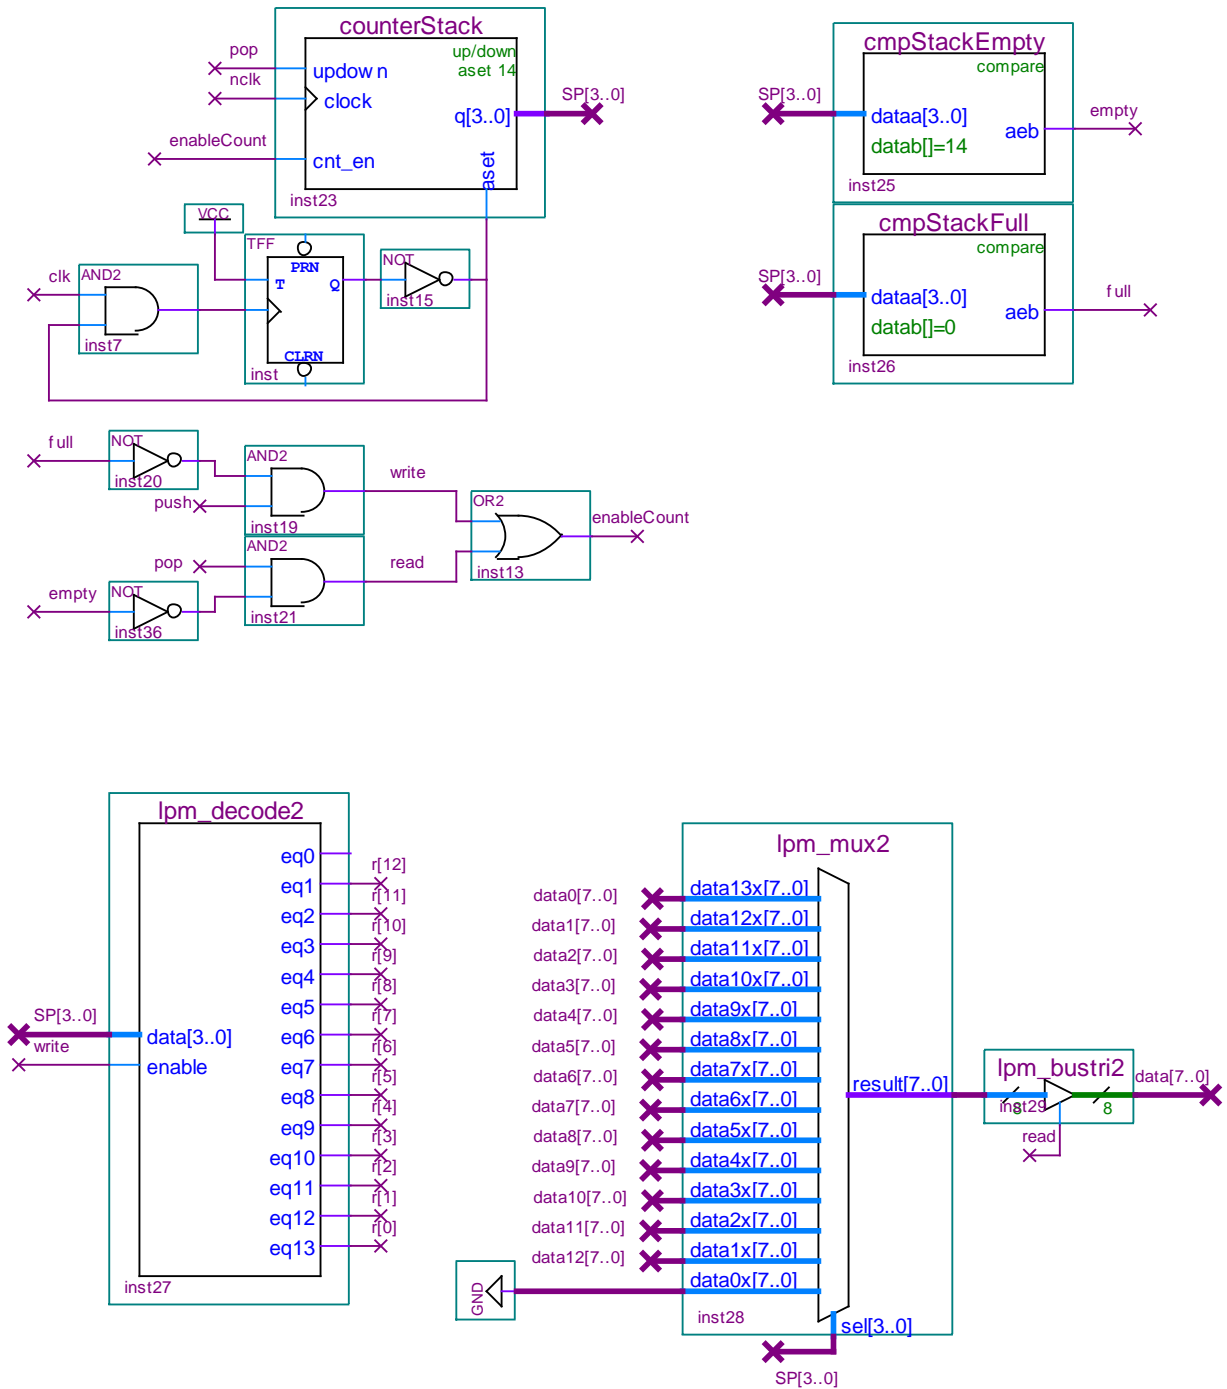 counterStack
pop
updow n
up/down
aset 14
nclk
clock
q[3..0]
SP[3..0]
enableCount
cnt_en
aset
inst23
cmpStackEmpty
compare
SP[3..0]
dataa[3..0]
datab[]=14
aeb
empty
inst25
cmpStackFull
compare
SP[3..0]
dataa[3..0]
datab[]=0
aeb
full
inst26
VCC
TFF
PRN
T
Q
CLRN
inst
NOT
inst15
clk
AND2
inst7
full
NOT
inst20
AND2
push
inst19
write
OR2
enableCount
inst13
AND2
pop
read
inst21
empty
NOT
inst36
lpm_decode2
eq0
r[12]
eq1
r[11]
eq2
r[10]
eq3
r[9]
eq4
r[8]
eq5
r[7]
eq6
r[6]
eq7
r[5]
eq8
r[4]
eq9
r[3]
eq10
r[2]
eq11
r[1]
eq12
r[0]
eq13
SP[3..0]
data[3..0]
write
enable
inst27
lpm_mux2
data0[7..0]
data13x[7..0]
data1[7..0]
data12x[7..0]
data2[7..0]
data11x[7..0]
data3[7..0]
data10x[7..0]
data4[7..0]
data9x[7..0]
data5[7..0]
data8x[7..0]
data6[7..0]
data7x[7..0]
data7[7..0]
data6x[7..0]
data8[7..0]
data5x[7..0]
data9[7..0]
data4x[7..0]
data10[7..0]
data3x[7..0]
data11[7..0]
data2x[7..0]
data12[7..0]
data1x[7..0]
GND
data0x[7..0]
result[7..0]
inst28
sel[3..0]
SP[3..0]
lpm_bustri2
8
inst29
8
data[7..0]
read